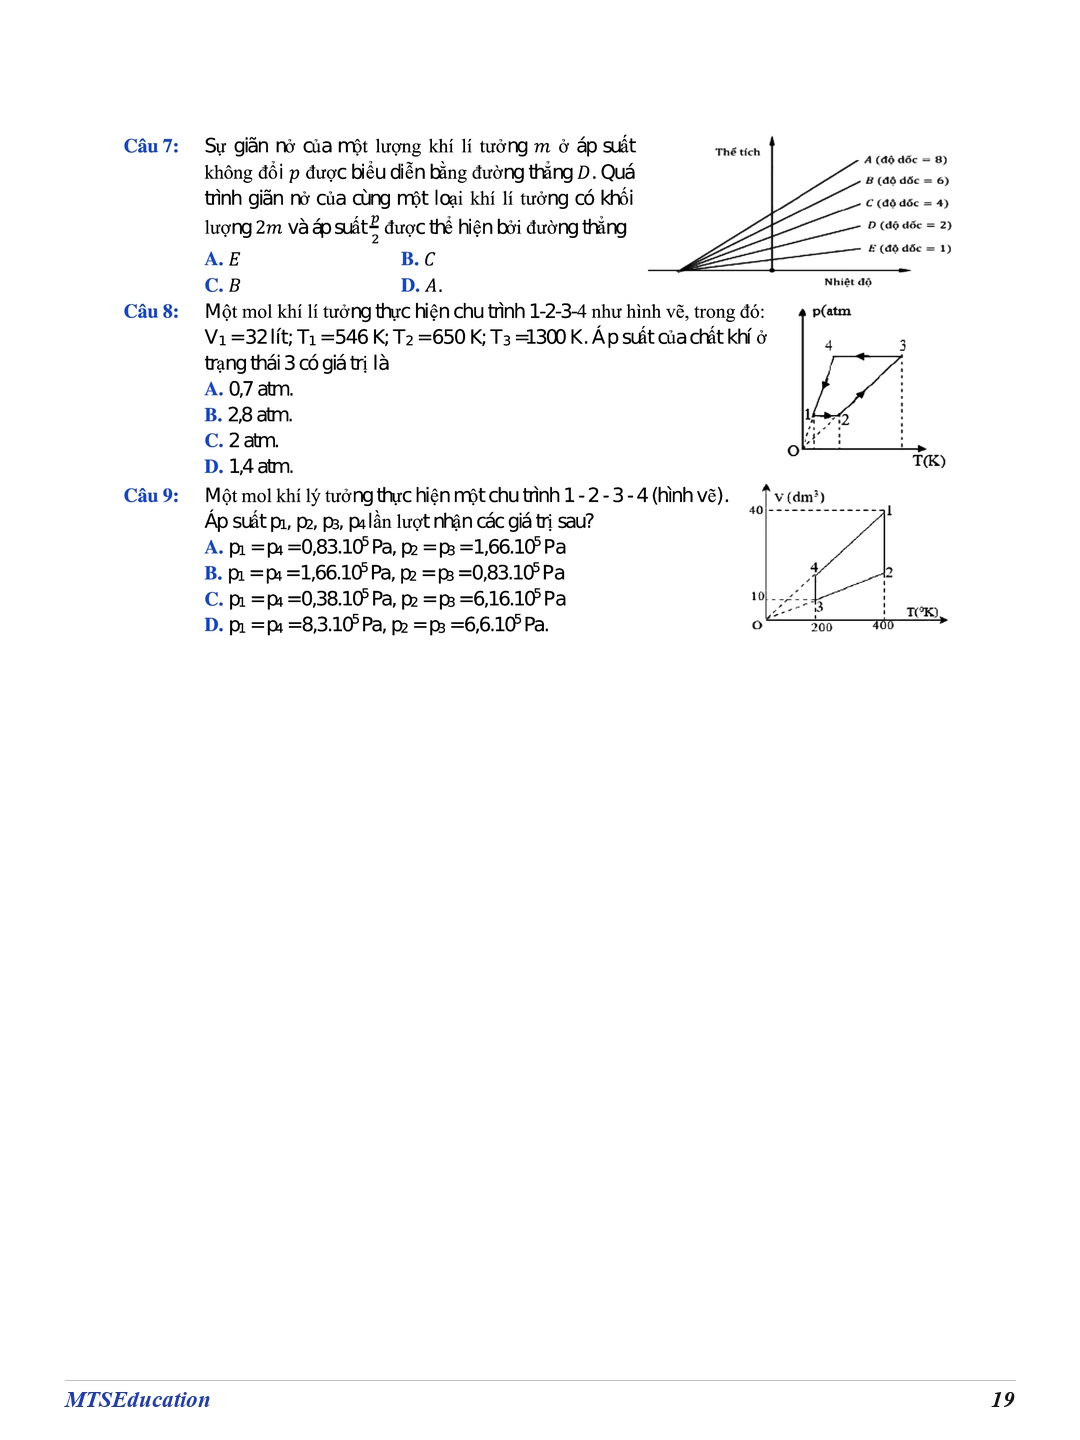 Câu 7: Sự giãn nở của một lượng khí lí tưởng m ở áp suất
không đổi p được biểu diễn bằng đường thẳng D. Quá
trình giãn nở của cùng một loại khí lí tưởng có khối
lượng 2m và áp suất p/2 được thể hiện bởi đường thẳng
A. E B. C
C. B D. A.
Thể tích
A (độ dốc = 8)
B (độ dốc = 6)
C (độ dốc = 4)
D (độ dốc = 2)
E (độ dốc = 1)
Nhiệt độ
Câu 8: Một mol khí lí tưởng thực hiện chu trình 1-2-3-4 như hình vẽ, trong đó:
V₁ = 32 lít; T₁ = 546 K; T₂ = 650 K; T₃ =1300 K. Áp suất của chất khí ở
trạng thái 3 có giá trị là
A. 0,7 atm.
B. 2,8 atm.
C. 2 atm.
D. 1,4 atm.
p(atm
4 3
1 2
O
T(K)
Câu 9: Một mol khí lý tưởng thực hiện một chu trình 1 - 2 - 3 - 4 (hình vẽ).
Áp suất p₁, p₂, p₃, p₄ lần lượt nhận các giá trị sau?
A. p₁ = p₄ = 0,83.10⁵ Pa, p₂ = p₃ = 1,66.10⁵ Pa
B. p₁ = p₄ = 1,66.10⁵ Pa, p₂ = p₃ = 0,83.10⁵ Pa
C. p₁ = p₄ = 0,38.10⁵ Pa, p₂ = p₃ = 6,16.10⁵ Pa
D. p₁ = p₄ = 8,3.10⁵ Pa, p₂ = p₃ = 6,6.10⁵ Pa.
V (dm³)
40 1
4 2
10 3
T(⁰K)
O 200 400
MTSEducation 19